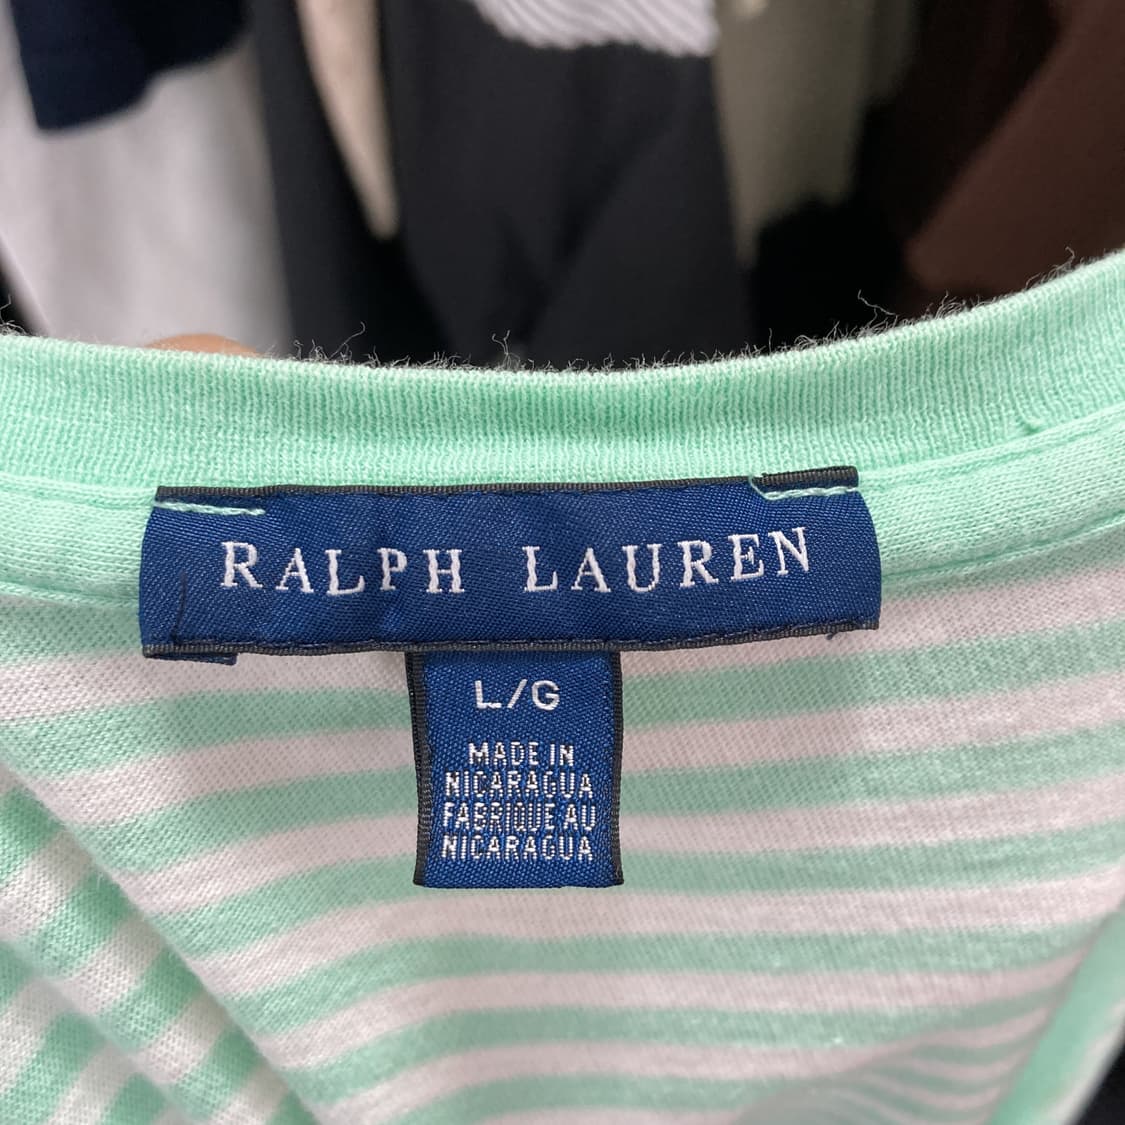 RALPH LAUREN
L/G
MADE IN
NICARAGUA
FABRIQUE AU
NICARAGUA